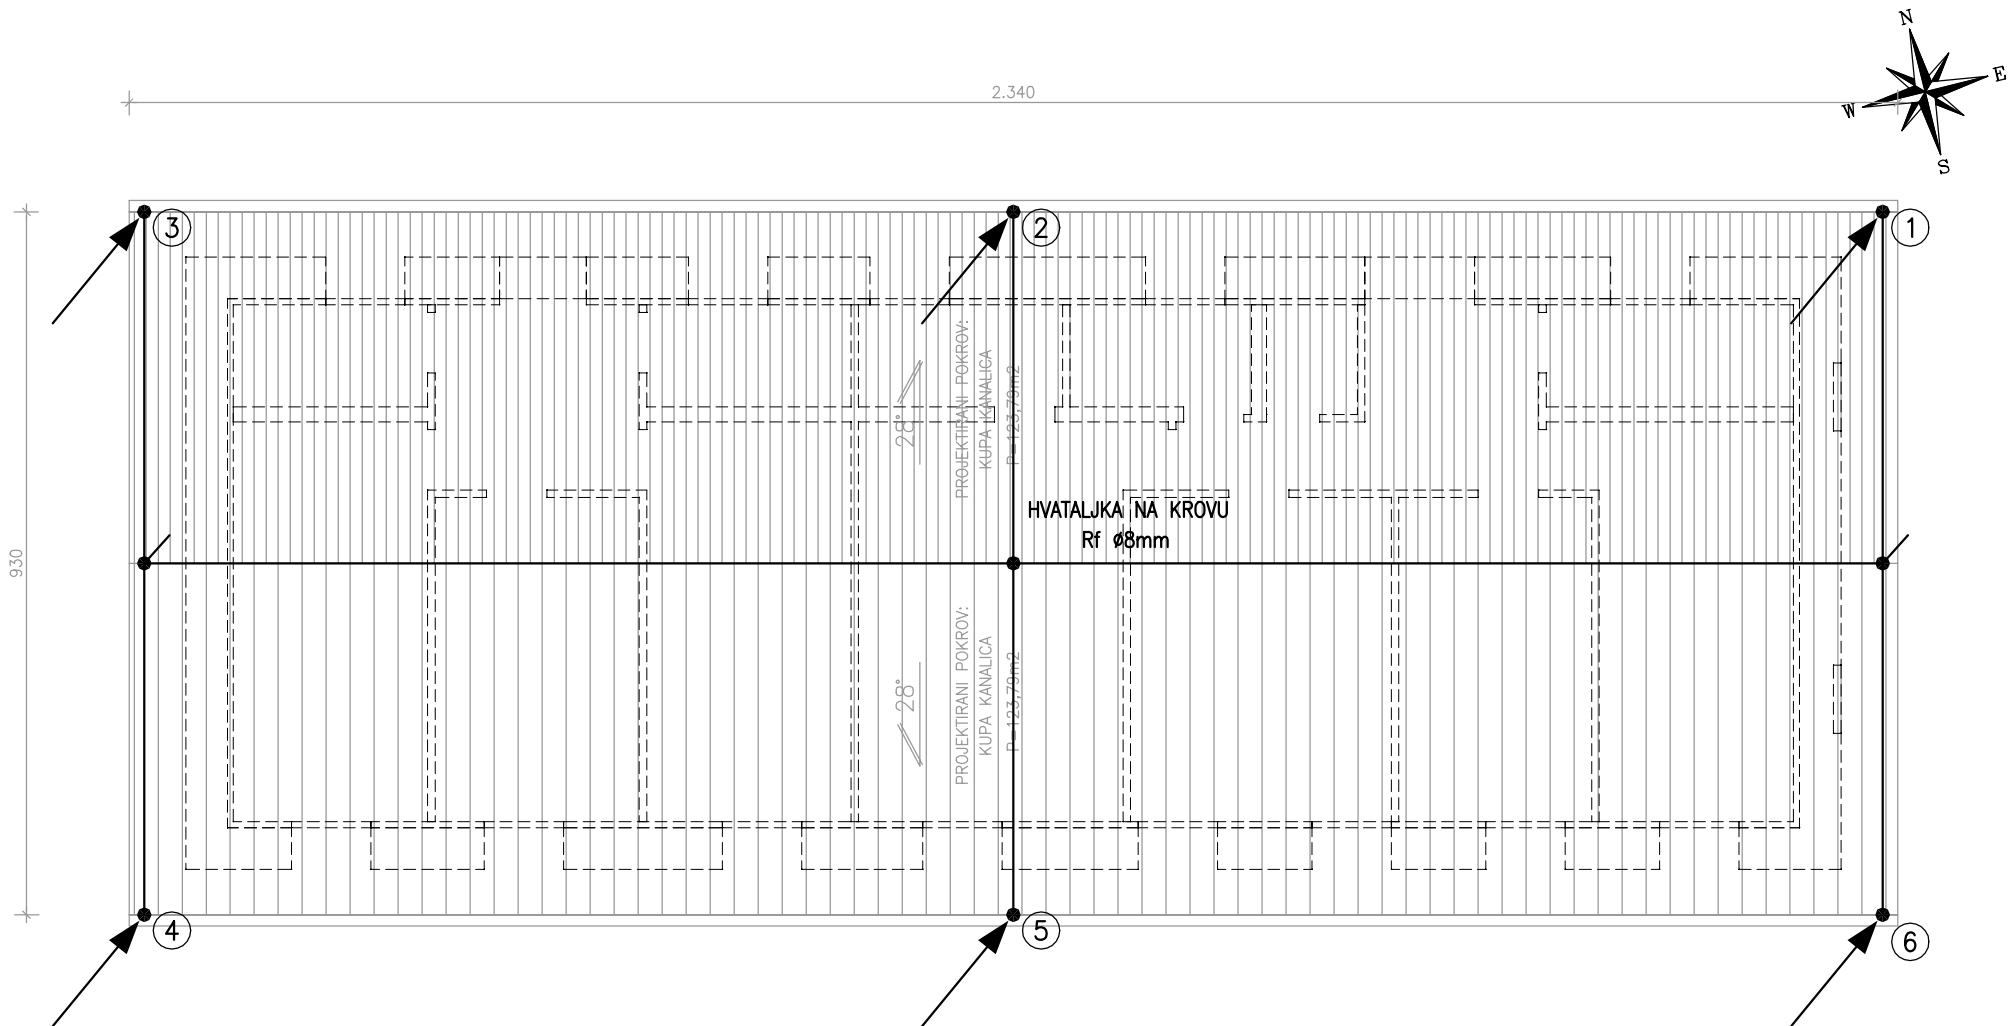 N
E
W
S
2.340
3
2
1
930
28°
PROJEKTIRANI POKROV:
KUPA KANALICA
P=123,79m2
HVATALJKA NA KROVU
Rf ø8mm
28°
PROJEKTIRANI POKROV:
KUPA KANALICA
P=123,79m2
4
5
6